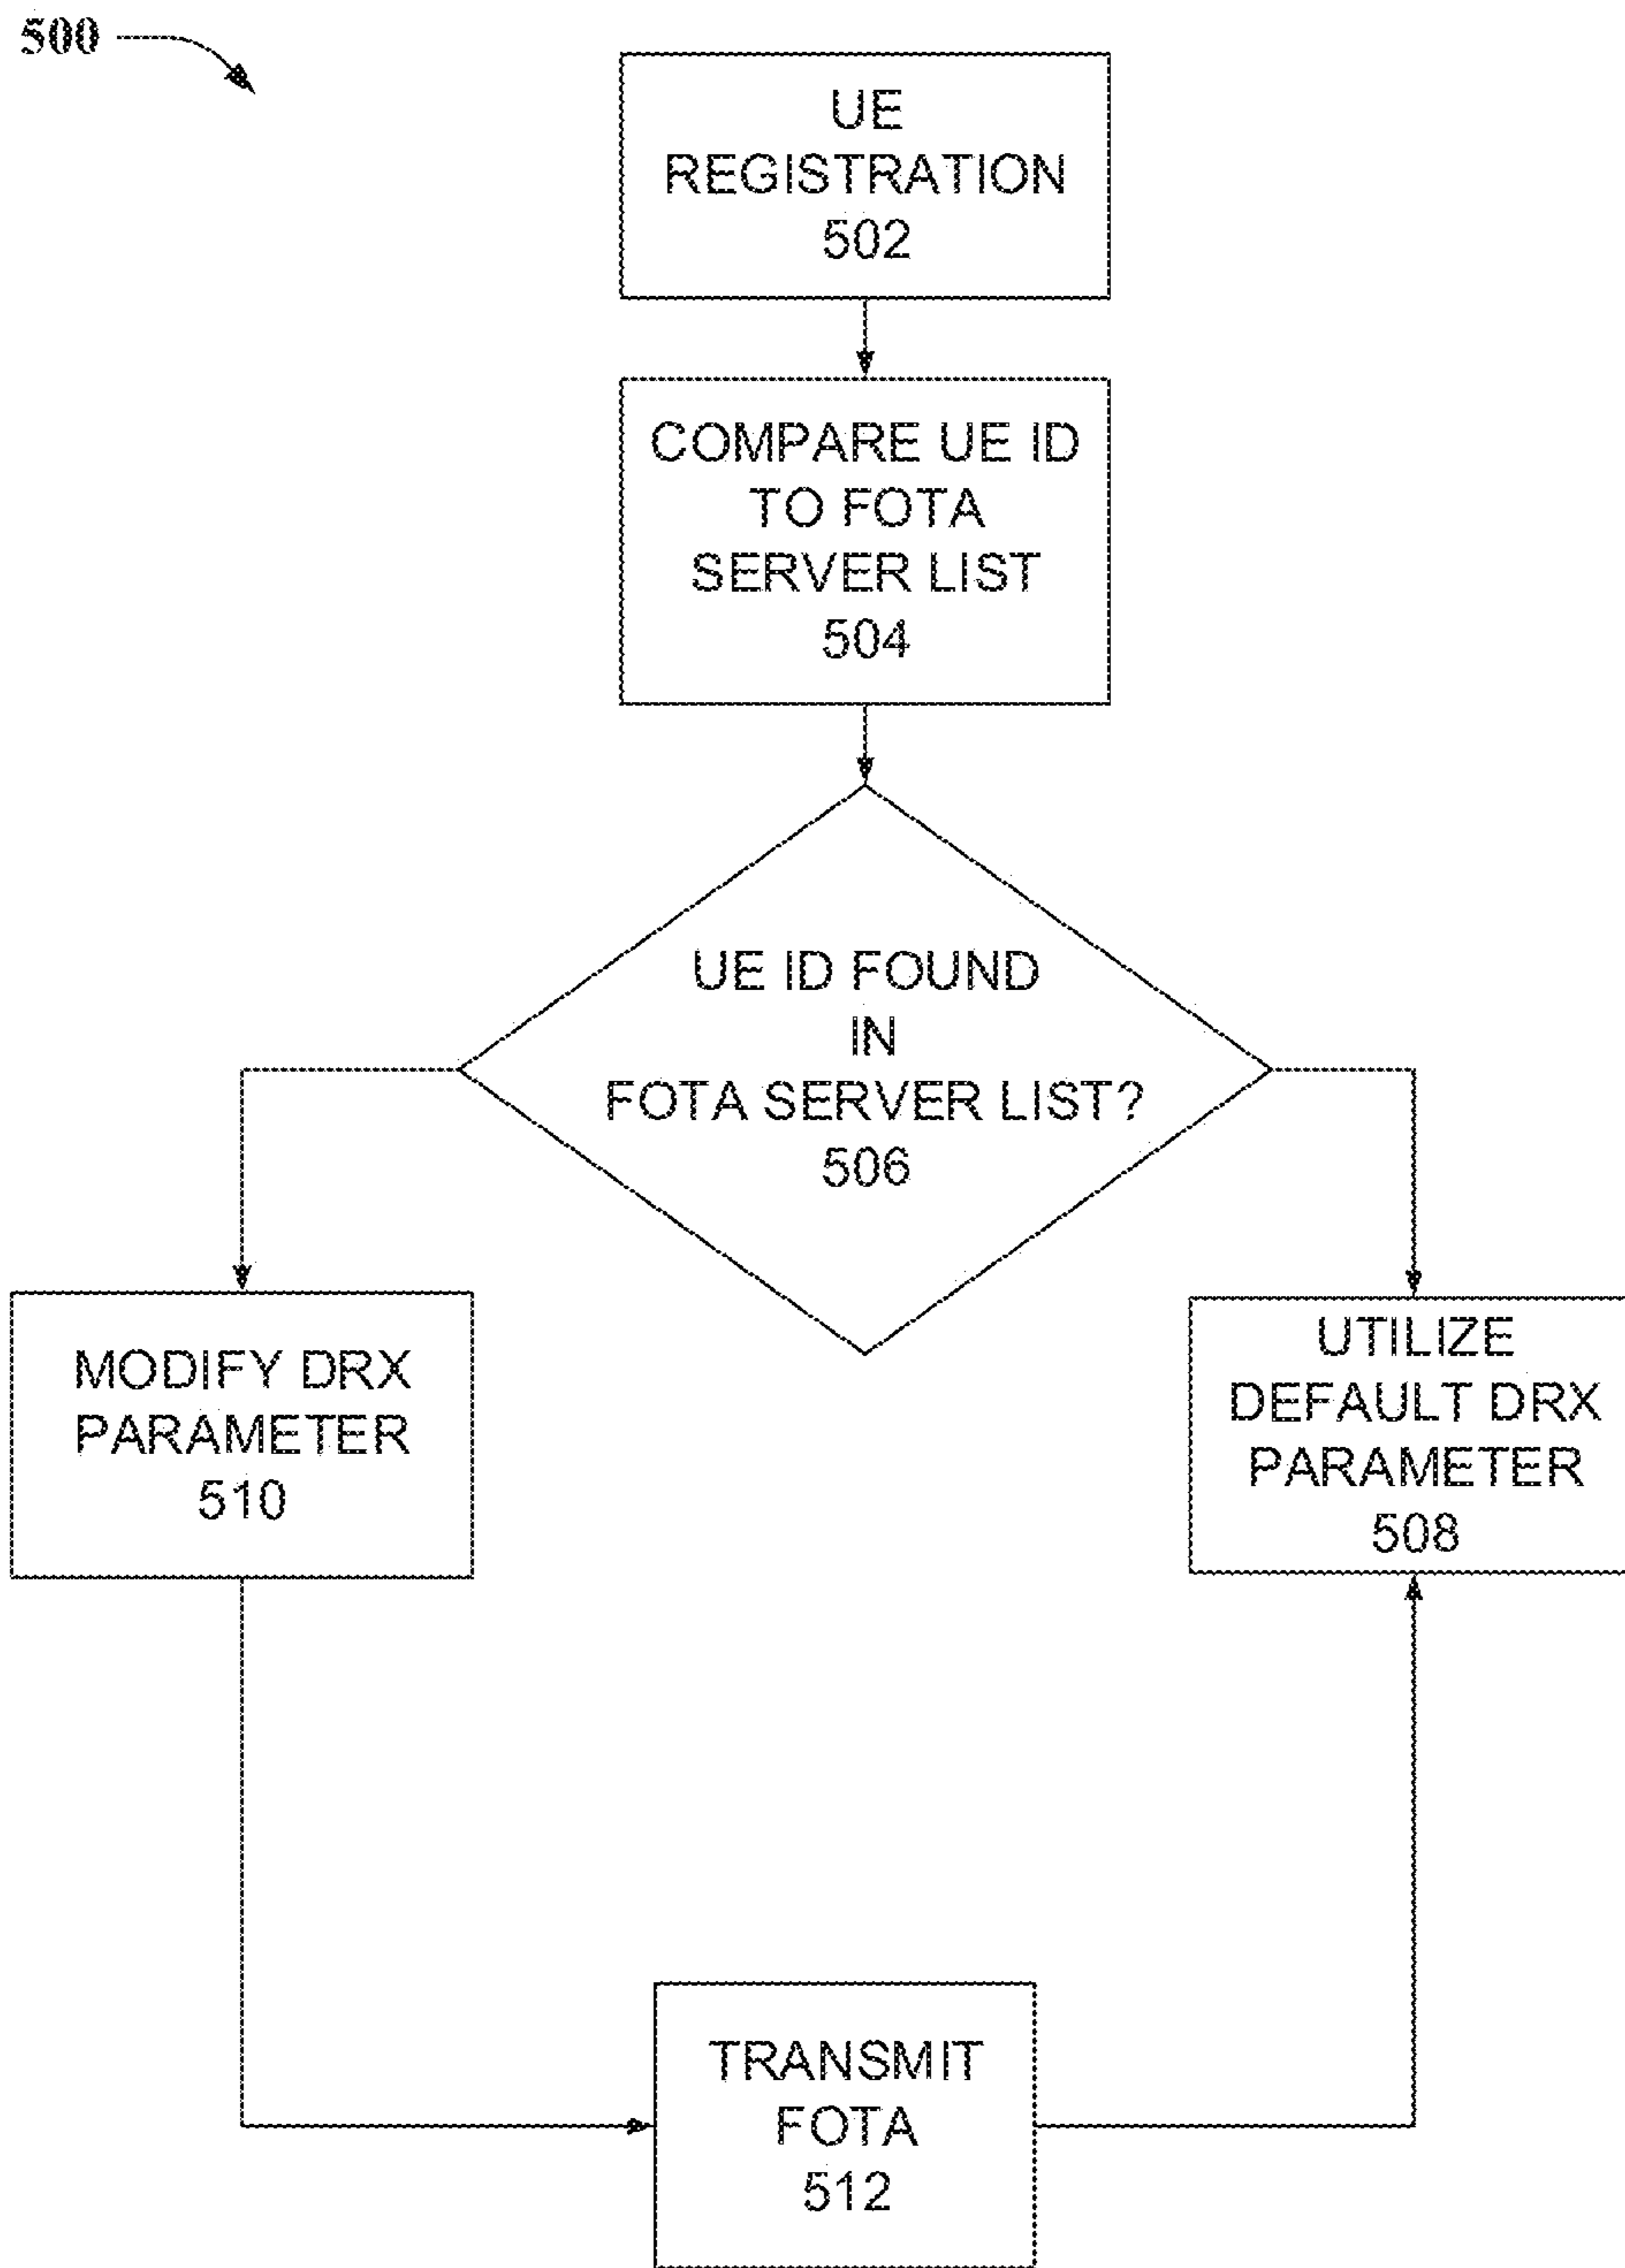 500
UE
REGISTRATION
502
COMPARE UE ID
TO FOTA
SERVER LIST
504
UE ID FOUND
IN
FOTA SERVER LIST?
506
MODIFY DRX
PARAMETER
510
UTILIZE
DEFAULT DRX
PARAMETER
508
TRANSMIT
FOTA
512